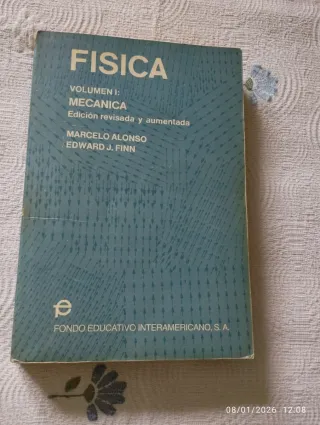 FISICA
VOLUMEN I:
MECANICA
Edición revisada y aumentada
MARCELO ALONSO
EDWARD J. FINN
FONDO EDUCATIVO INTERAMERICANO, S.A.
08/01/2026 12:08